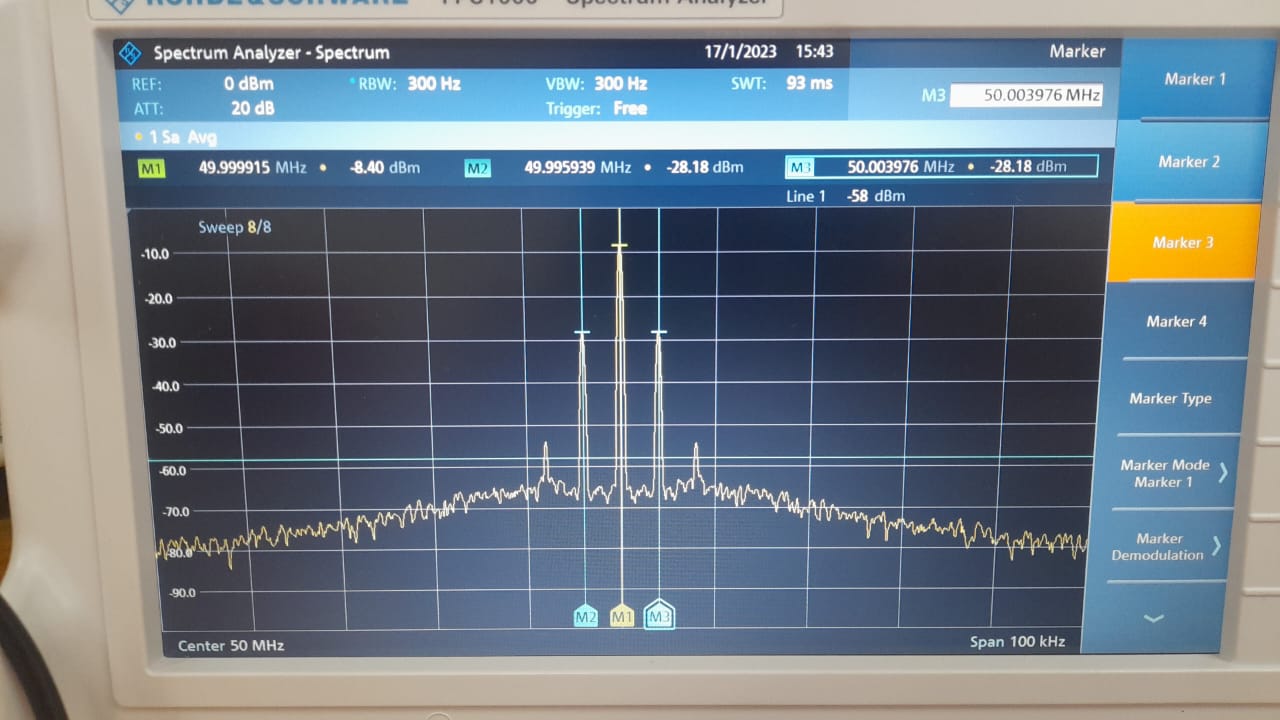 ROHDE&SCHWARZ FPC1000 Spectrum Analyzer
Spectrum Analyzer - Spectrum 17/1/2023 15:43 Marker
REF: 0 dBm RBW: 300 Hz VBW: 300 Hz SWT: 93 ms
ATT: 20 dB Trigger: Free
M3 50.003976 MHz
1 Sa Avg
M1 49.999915 MHz • -8.40 dBm M2 49.995939 MHz • -28.18 dBm M3 50.003976 MHz • -28.18 dBm
Line 1 -58 dBm
Sweep 8/8
-10.0
-20.0
-30.0
-40.0
-50.0
-60.0
-70.0
-80.0
-90.0
M2 M1 M3
Center 50 MHz Span 100 kHz
Marker 1
Marker 2
Marker 3
Marker 4
Marker Type
Marker Mode
Marker 1
Marker
Demodulation